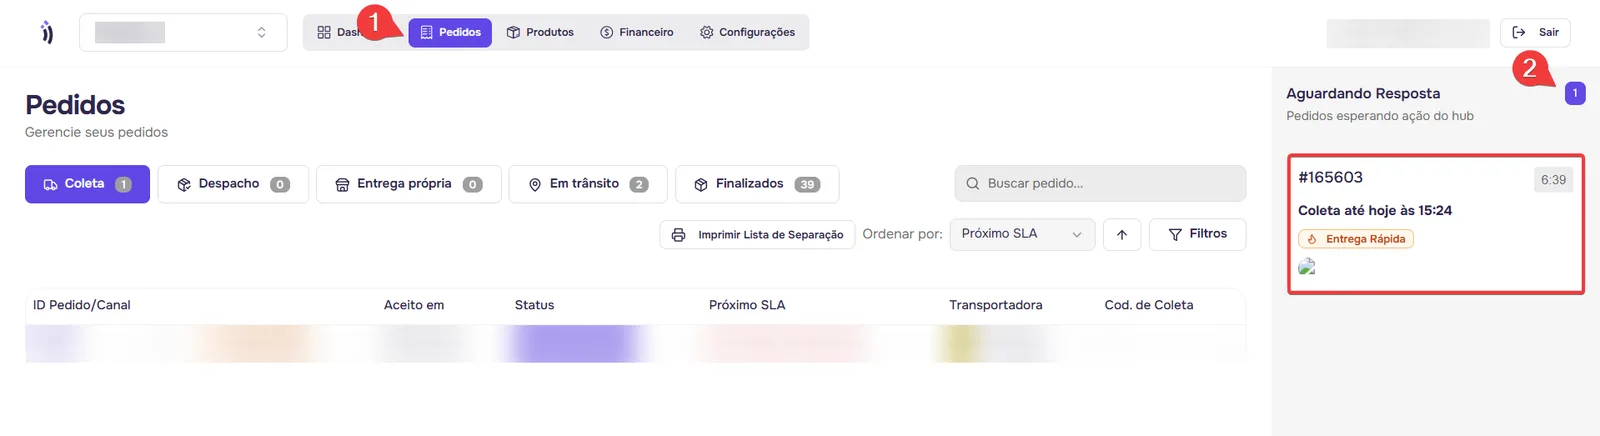 Dash
1
Pedidos
Produtos
Financeiro
Configurações
Sair
Pedidos
Gerencie seus pedidos
Coleta 1
Despacho 0
Entrega própria 0
Em trânsito 2
Finalizados 39
Buscar pedido...
Imprimir Lista de Separação
Ordenar por:
Próximo SLA
Filtros
ID Pedido/Canal
Aceito em
Status
Próximo SLA
Transportadora
Cod. de Coleta
2
Aguardando Resposta
1
Pedidos esperando ação do hub
#165603
6:39
Coleta até hoje às 15:24
Entrega Rápida